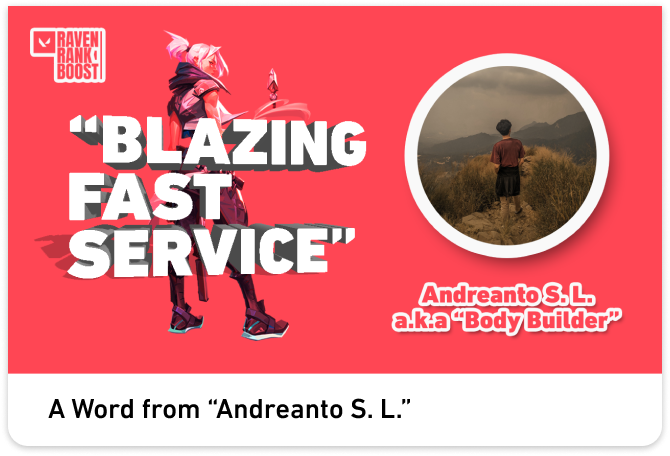 RAVEN
RANK
BOOST
“BLAZING
FAST
SERVICE”
Andreanto S. L.
a.k.a “Body Builder”
A Word from “Andreanto S. L.”